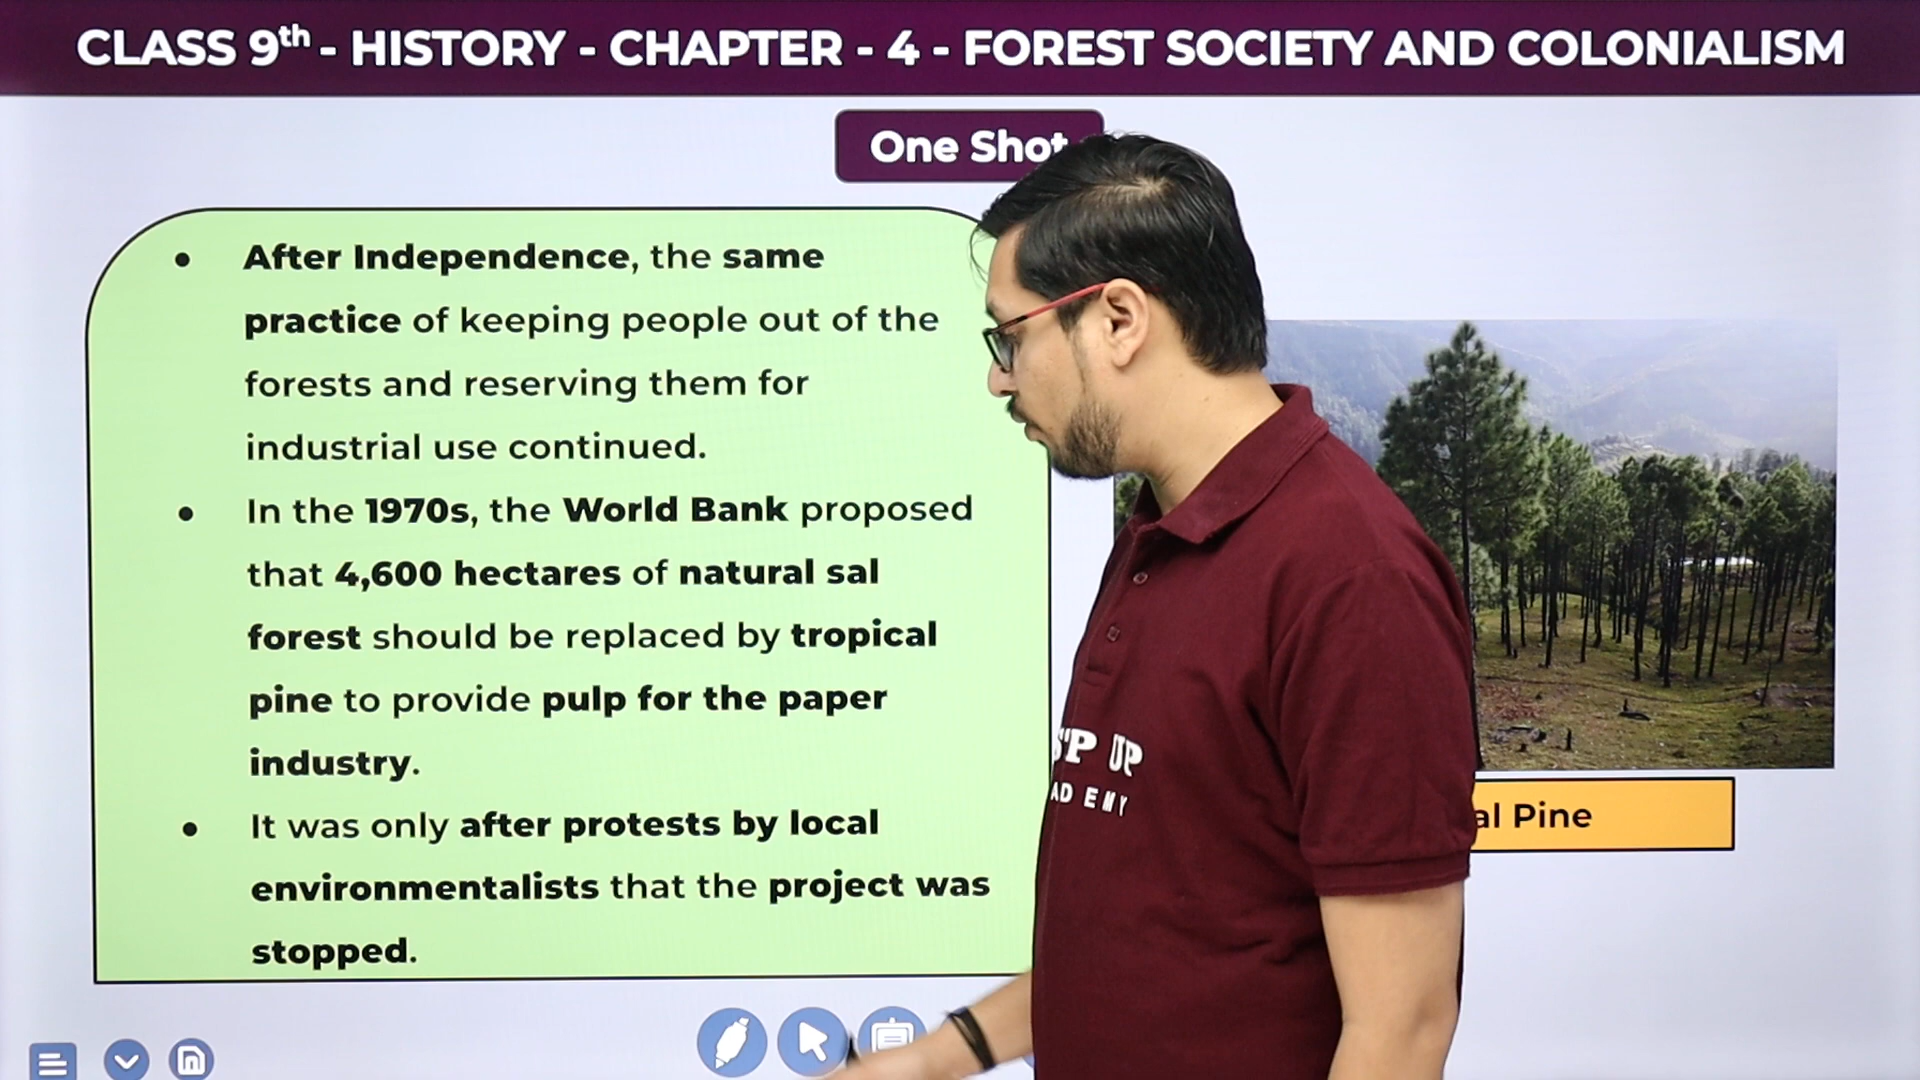 CLASS 9th - HISTORY - CHAPTER - 4 - FOREST SOCIETY AND COLONIALISM
One Shot
• After Independence, the same
practice of keeping people out of the
forests and reserving them for
industrial use continued.
• In the 1970s, the World Bank proposed
that 4,600 hectares of natural sal
forest should be replaced by tropical
pine to provide pulp for the paper
industry.
• It was only after protests by local
environmentalists that the project was
stopped.
al Pine
UP